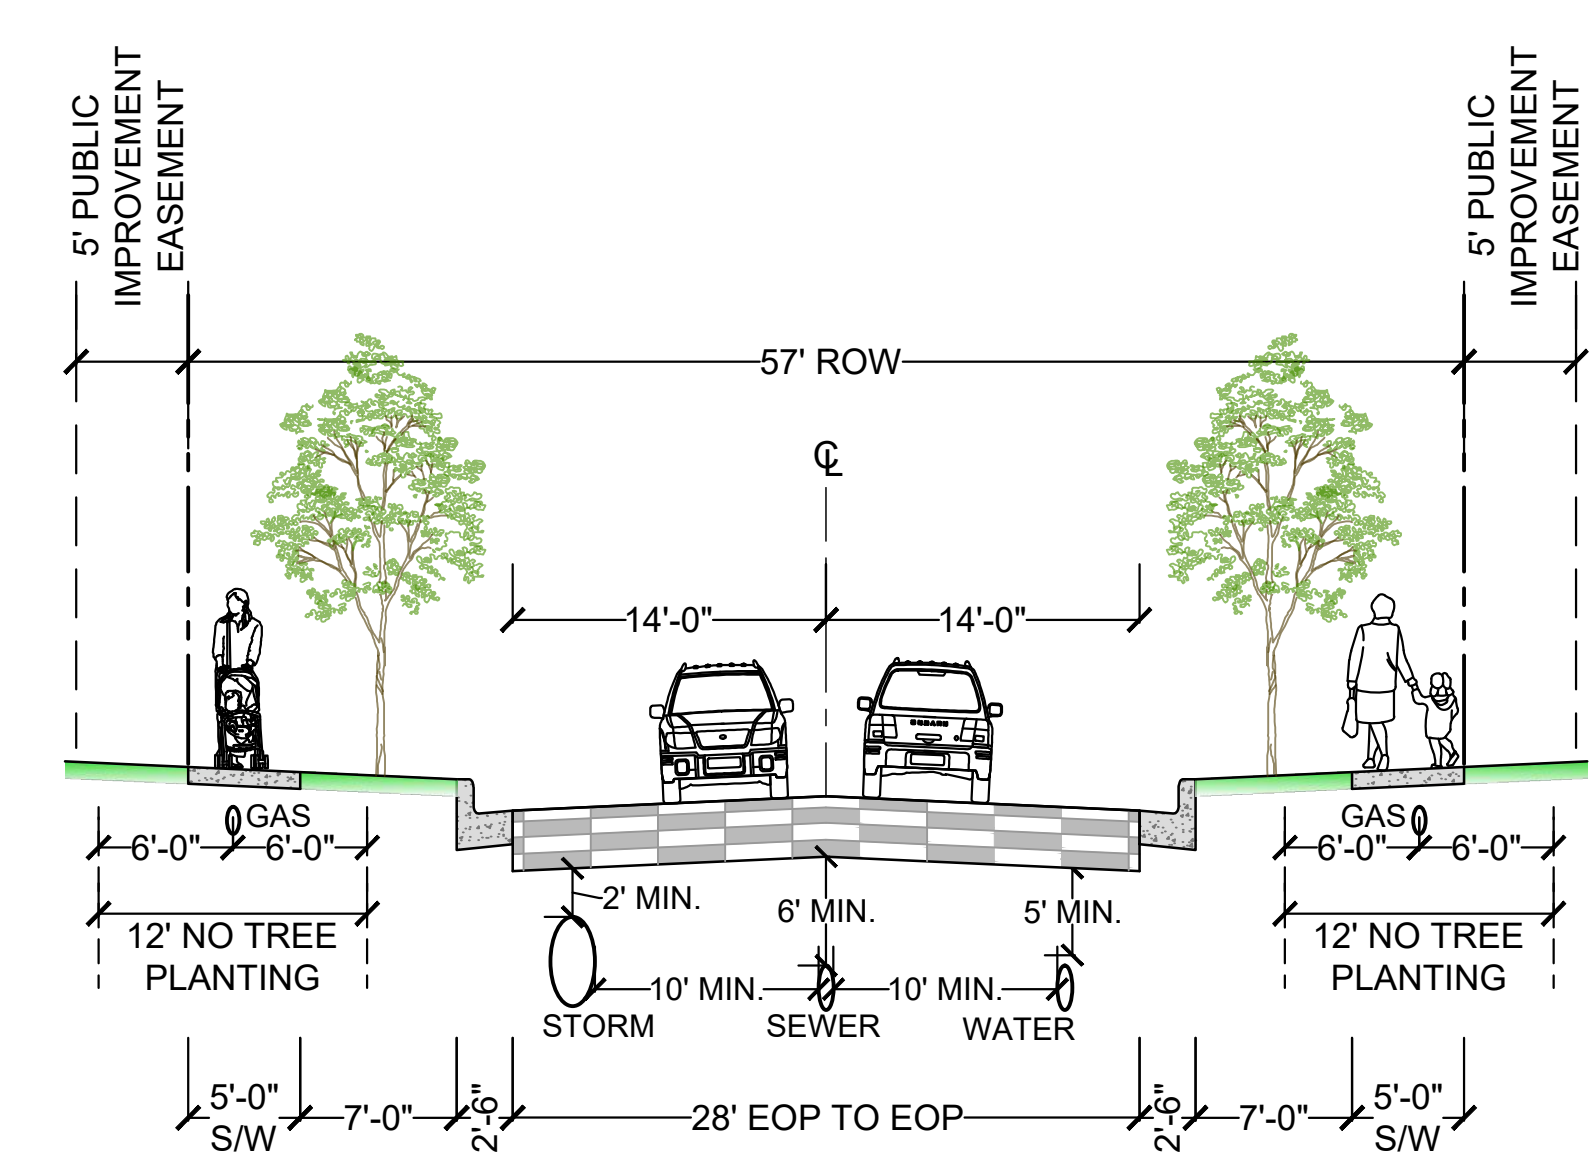 5' PUBLIC
IMPROVEMENT
EASEMENT
5' PUBLIC
IMPROVEMENT
EASEMENT
57' ROW
℄
14'-0" 14'-0"
SUBARU
GAS GAS
6'-0" 6'-0" 6'-0" 6'-0"
2' MIN. 6' MIN. 5' MIN.
12' NO TREE
PLANTING
12' NO TREE
PLANTING
10' MIN. 10' MIN.
STORM SEWER WATER
5'-0"
S/W
7'-0" 2'-6" 28' EOP TO EOP 2'-6" 7'-0"
5'-0"
S/W